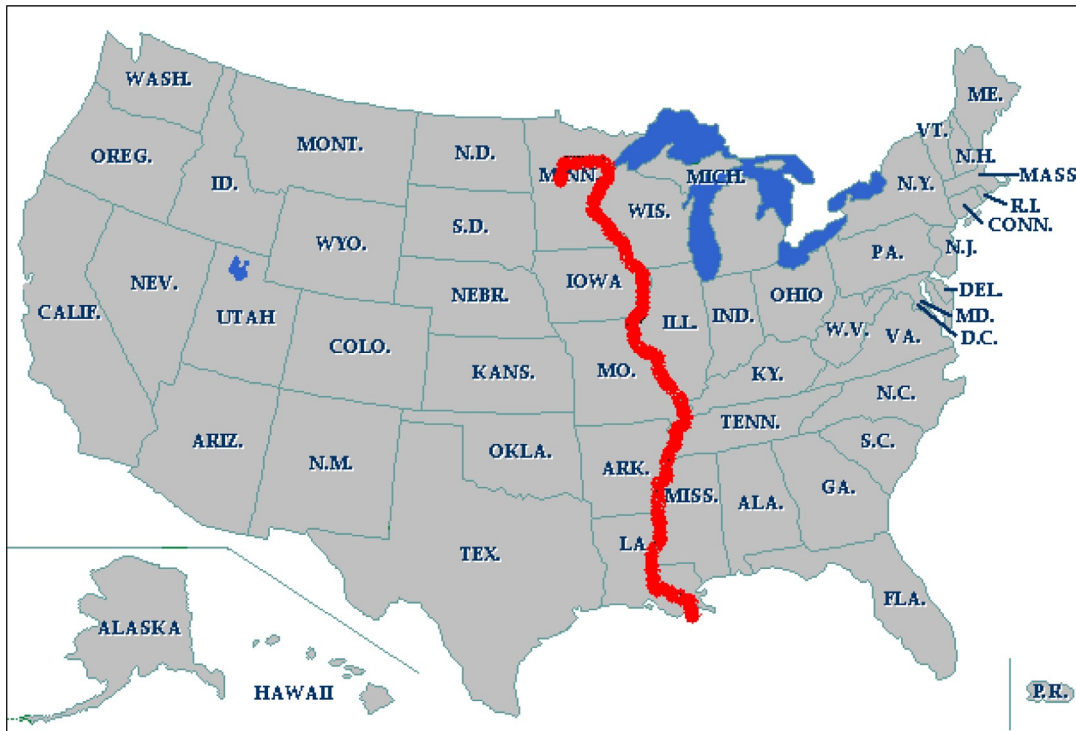 WASH.
ME.
MONT.
VT.
N.D.
OREG.
N.H.
MINN.
MASS
MICH.
ID.
N.Y.
R.I.
WIS.
S.D.
CONN.
WYO.
PA.
N.J.
IOWA
NEV.
DEL.
OHIO
NEBR.
CALIF.
IND.
MD.
UTAH
ILL.
W.V.
VA.
D.C.
COLO.
MO.
KANS.
KY.
N.C.
TENN.
ARIZ.
S.C.
OKLA.
N.M.
ARK.
GA.
MISS.
ALA.
LA.
TEX.
FLA.
ALASKA
HAWAII
P.R.